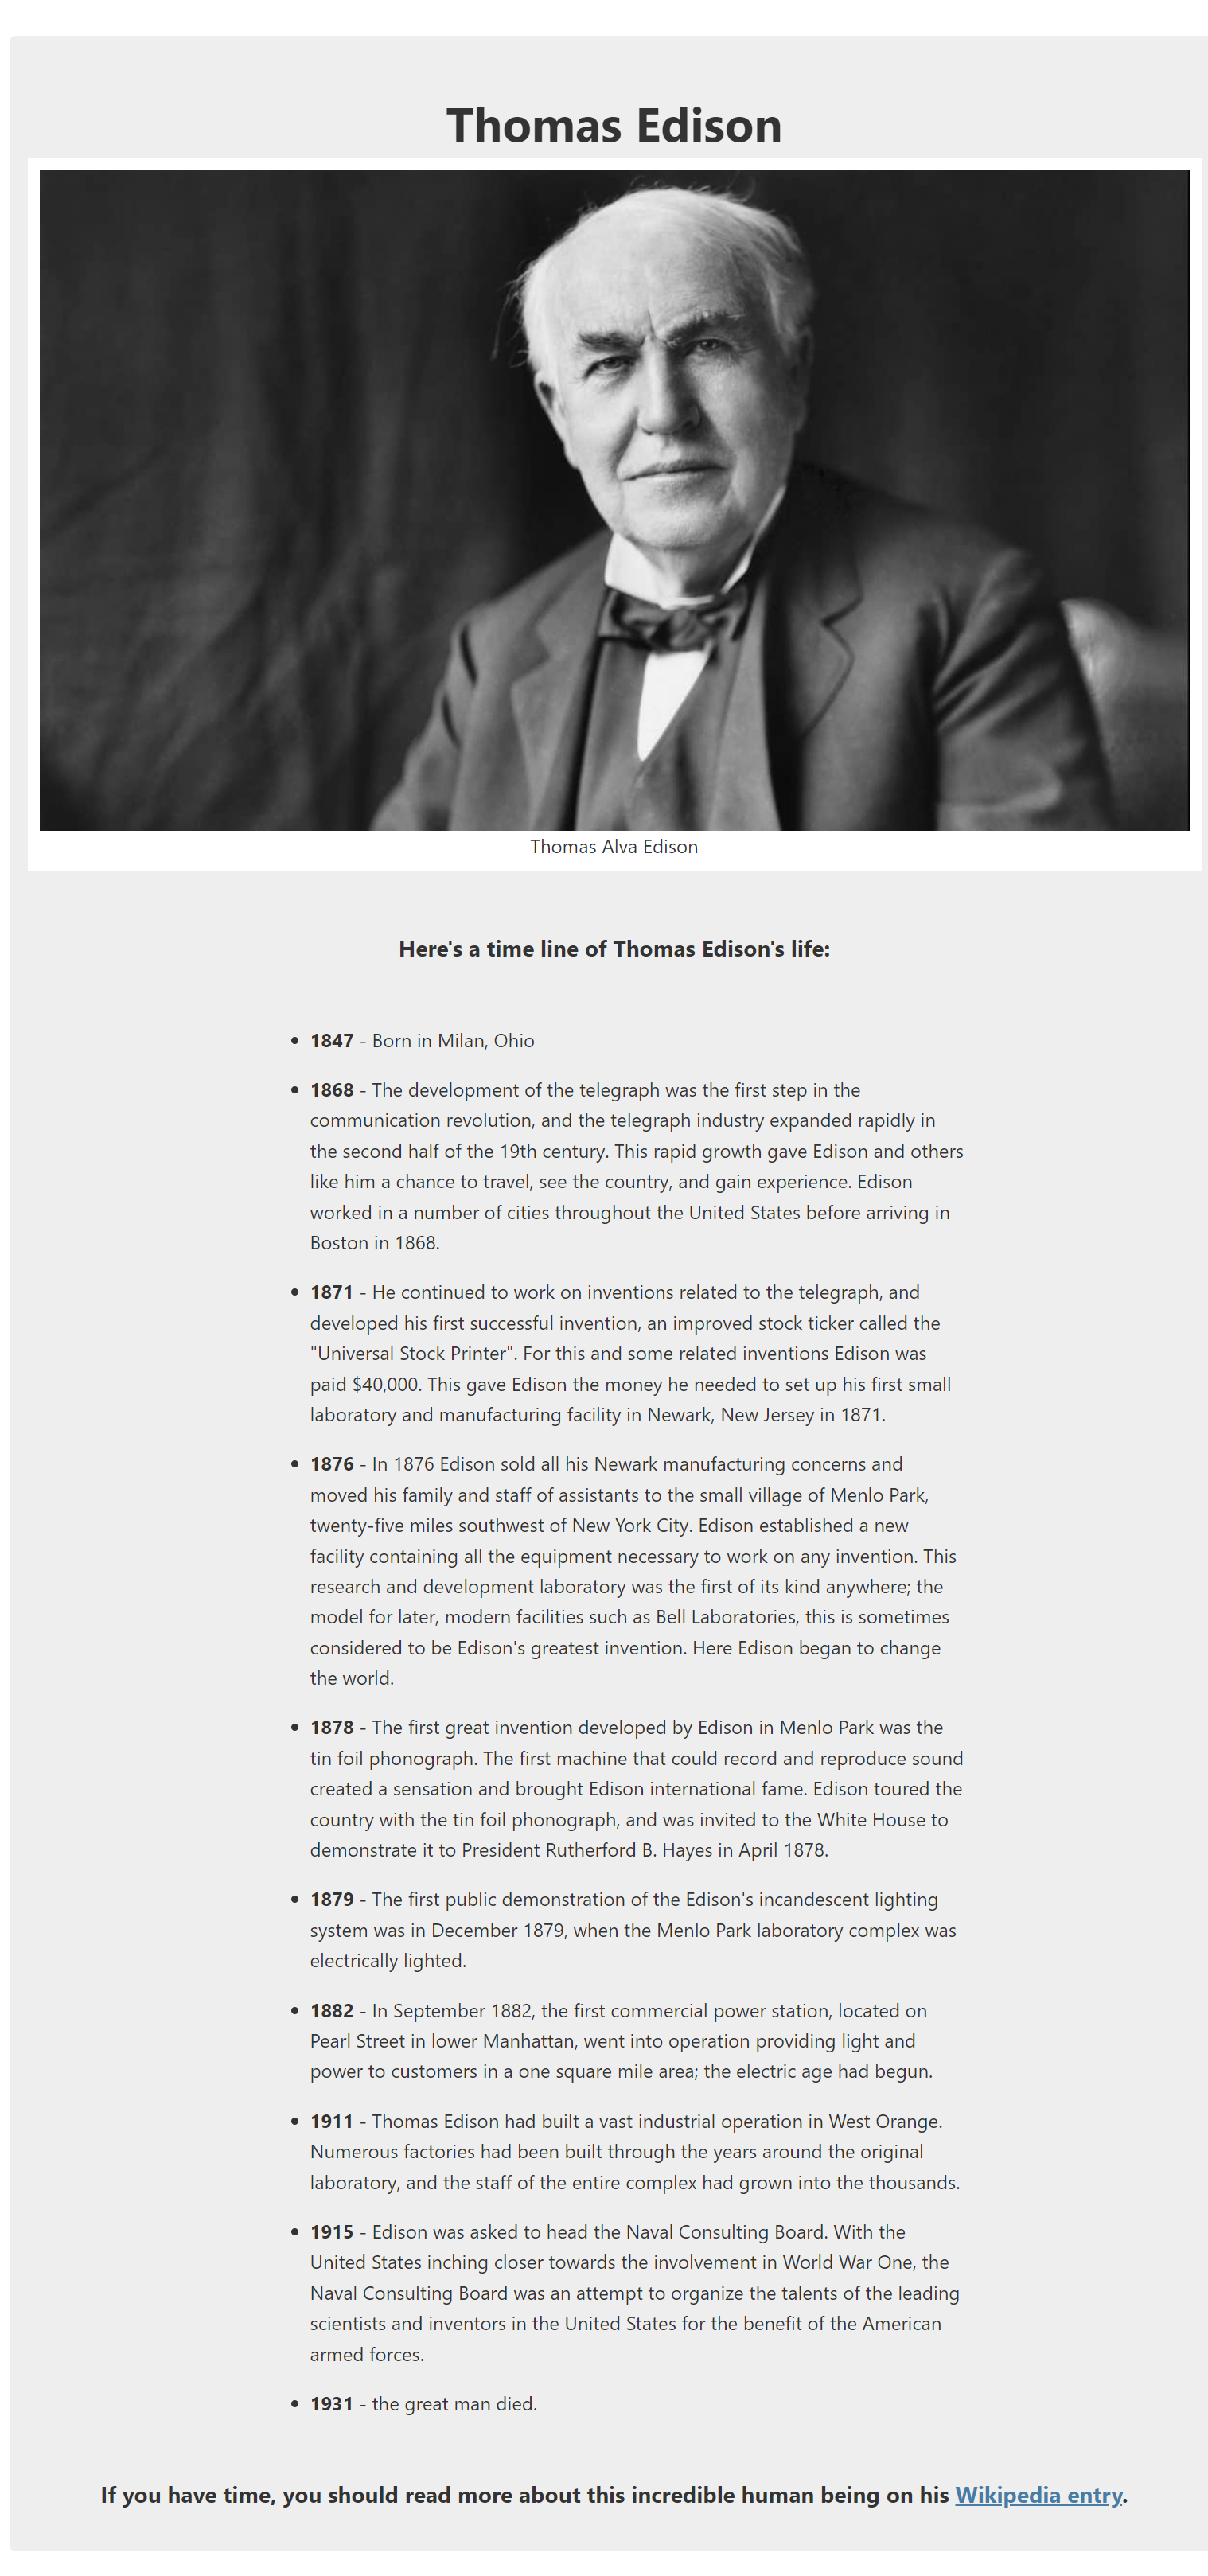 Thomas Edison
Thomas Alva Edison
Here's a time line of Thomas Edison's life:
• 1847 - Born in Milan, Ohio
• 1868 - The development of the telegraph was the first step in the
communication revolution, and the telegraph industry expanded rapidly in
the second half of the 19th century. This rapid growth gave Edison and others
like him a chance to travel, see the country, and gain experience. Edison
worked in a number of cities throughout the United States before arriving in
Boston in 1868.
• 1871 - He continued to work on inventions related to the telegraph, and
developed his first successful invention, an improved stock ticker called the
"Universal Stock Printer". For this and some related inventions Edison was
paid $40,000. This gave Edison the money he needed to set up his first small
laboratory and manufacturing facility in Newark, New Jersey in 1871.
• 1876 - In 1876 Edison sold all his Newark manufacturing concerns and
moved his family and staff of assistants to the small village of Menlo Park,
twenty-five miles southwest of New York City. Edison established a new
facility containing all the equipment necessary to work on any invention. This
research and development laboratory was the first of its kind anywhere; the
model for later, modern facilities such as Bell Laboratories, this is sometimes
considered to be Edison's greatest invention. Here Edison began to change
the world.
• 1878 - The first great invention developed by Edison in Menlo Park was the
tin foil phonograph. The first machine that could record and reproduce sound
created a sensation and brought Edison international fame. Edison toured the
country with the tin foil phonograph, and was invited to the White House to
demonstrate it to President Rutherford B. Hayes in April 1878.
• 1879 - The first public demonstration of the Edison's incandescent lighting
system was in December 1879, when the Menlo Park laboratory complex was
electrically lighted.
• 1882 - In September 1882, the first commercial power station, located on
Pearl Street in lower Manhattan, went into operation providing light and
power to customers in a one square mile area; the electric age had begun.
• 1911 - Thomas Edison had built a vast industrial operation in West Orange.
Numerous factories had been built through the years around the original
laboratory, and the staff of the entire complex had grown into the thousands.
• 1915 - Edison was asked to head the Naval Consulting Board. With the
United States inching closer towards the involvement in World War One, the
Naval Consulting Board was an attempt to organize the talents of the leading
scientists and inventors in the United States for the benefit of the American
armed forces.
• 1931 - the great man died.
If you have time, you should read more about this incredible human being on his Wikipedia entry.